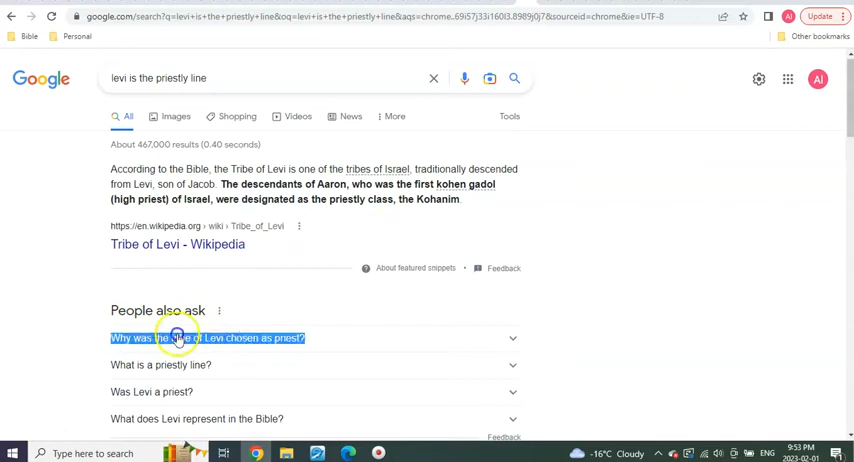 google.com/search?q=levi+is+the+priestly+line&oq=levi+is+the+priestly+line&aqs=chrome..69i57j33i160l3.8989j0j7&sourceid=chrome&ie=UTF-8
AI
Update
Bible
Personal
Other bookmarks
Google
levi is the priestly line
AI
All
Images
Shopping
Videos
News
More
Tools
About 467,000 results (0.40 seconds)
According to the Bible, the Tribe of Levi is one of the tribes of Israel, traditionally descended
from Levi, son of Jacob. The descendants of Aaron, who was the first kohen gadol
(high priest) of Israel, were designated as the priestly class, the Kohanim.
https://en.wikipedia.org › wiki › Tribe_of_Levi
Tribe of Levi - Wikipedia
About featured snippets • Feedback
People also ask
Why was the of Levi chosen as priest?
What is a priestly line?
Was Levi a priest?
What does Levi represent in the Bible?
Feedback
Type here to search
-16°C Cloudy
ENG
9:53 PM
2023-02-01